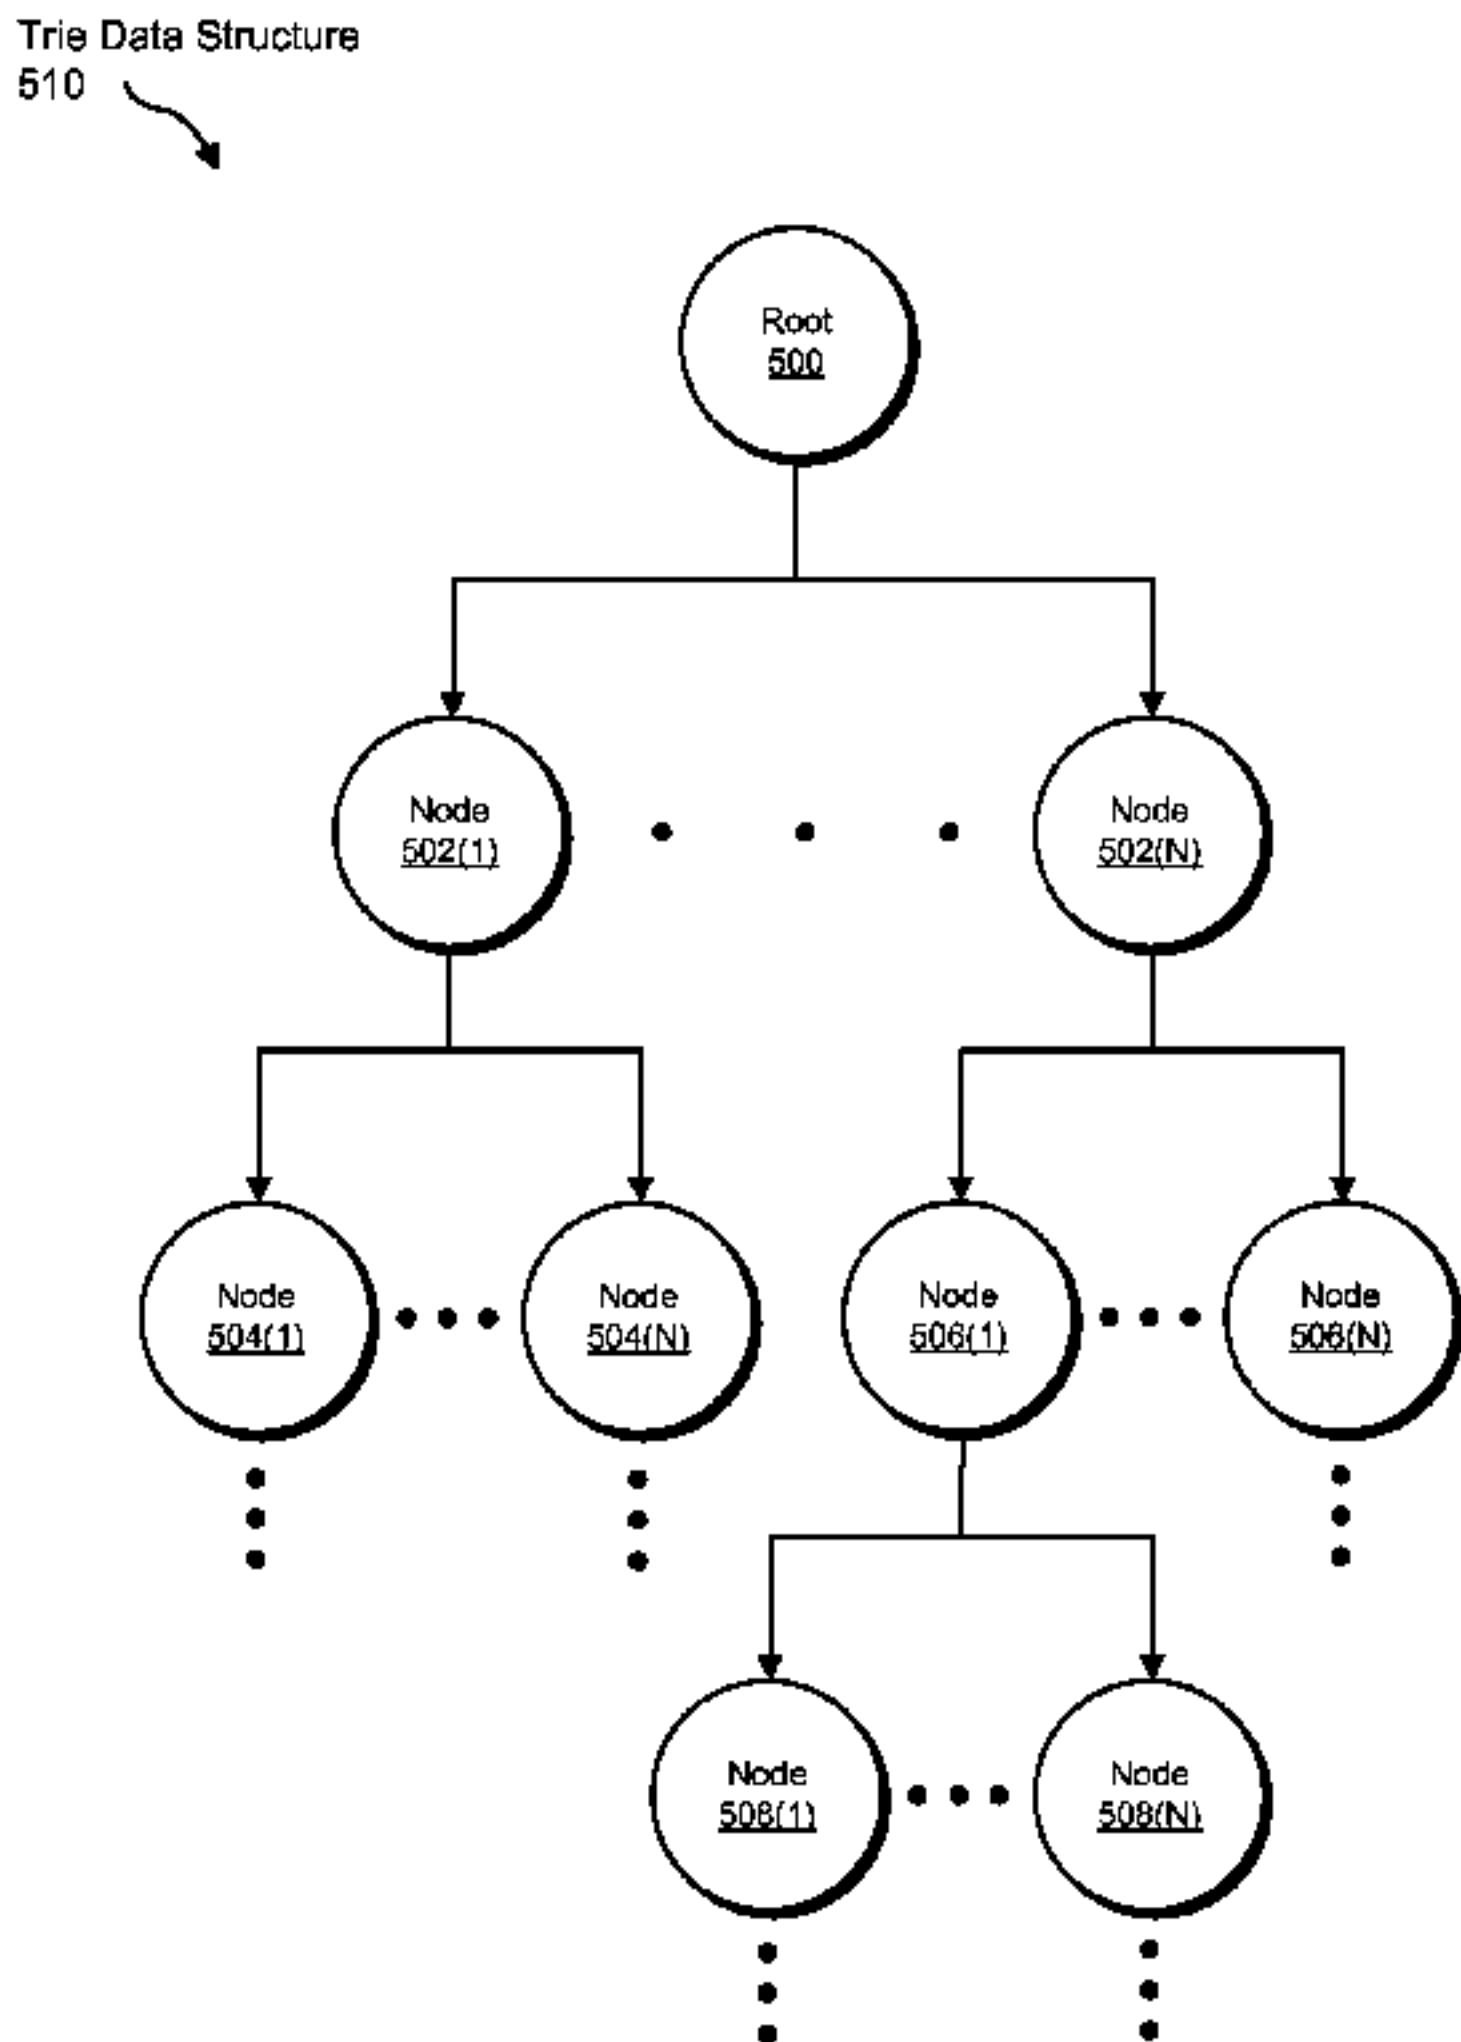 Trie Data Structure
510
Root
500
Node
502(1)
Node
502(N)
Node
504(1)
Node
504(N)
Node
506(1)
Node
506(N)
Node
508(1)
Node
508(N)